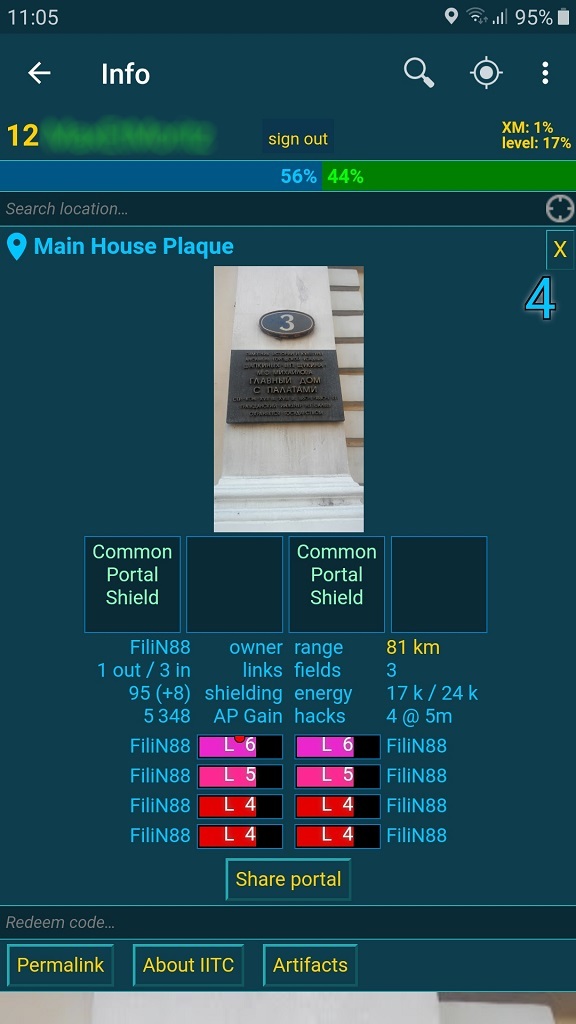 11:05
95%
Info
12
sign out
XM: 1%
level: 17%
56% 44%
Search location...
Main House Plaque
X
4
3
ГЛАВНЫЙ ДОМ
С ПАЛАТАМИ
Common Portal Shield
Common Portal Shield
FiliN88 owner range 81 km
1 out / 3 in links fields 3
95 (+8) shielding energy 17 k / 24 k
5 348 AP Gain hacks 4 @ 5m
FiliN88 L 6 L 6 FiliN88
FiliN88 L 5 L 5 FiliN88
FiliN88 L 4 L 4 FiliN88
FiliN88 L 4 L 4 FiliN88
Share portal
Redeem code...
Permalink About IITC Artifacts